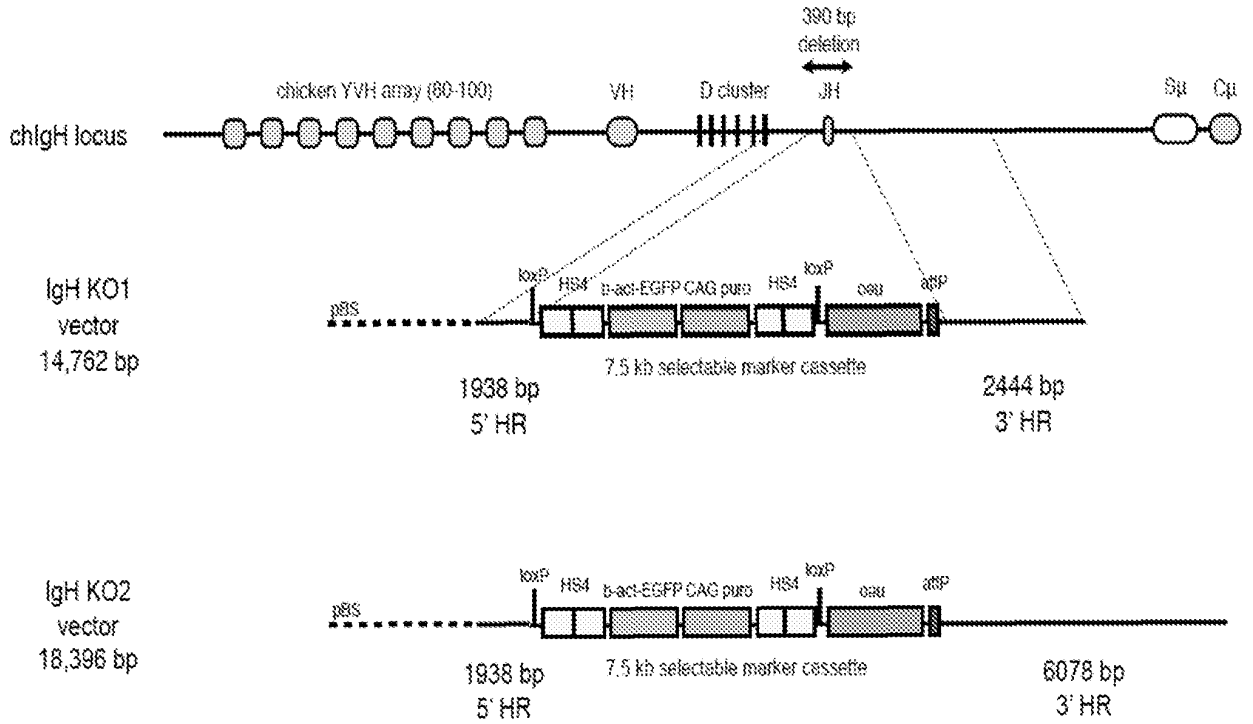 390 bp
deletion
chicken YVH array (60-100)
VH
D cluster
JH
Sµ
Cµ
chIgH locus
IgH KO1
vector
14,762 bp
pBS
loxP
HS4
b-act-EGFP CAG puro
HS4
loxP
attP
7.5 kb selectable marker cassette
1938 bp
5' HR
2444 bp
3' HR
IgH KO2
vector
18,396 bp
pBS
loxP
HS4
b-act-EGFP CAG puro
HS4
loxP
attP
7.5 kb selectable marker cassette
1938 bp
5' HR
6078 bp
3' HR